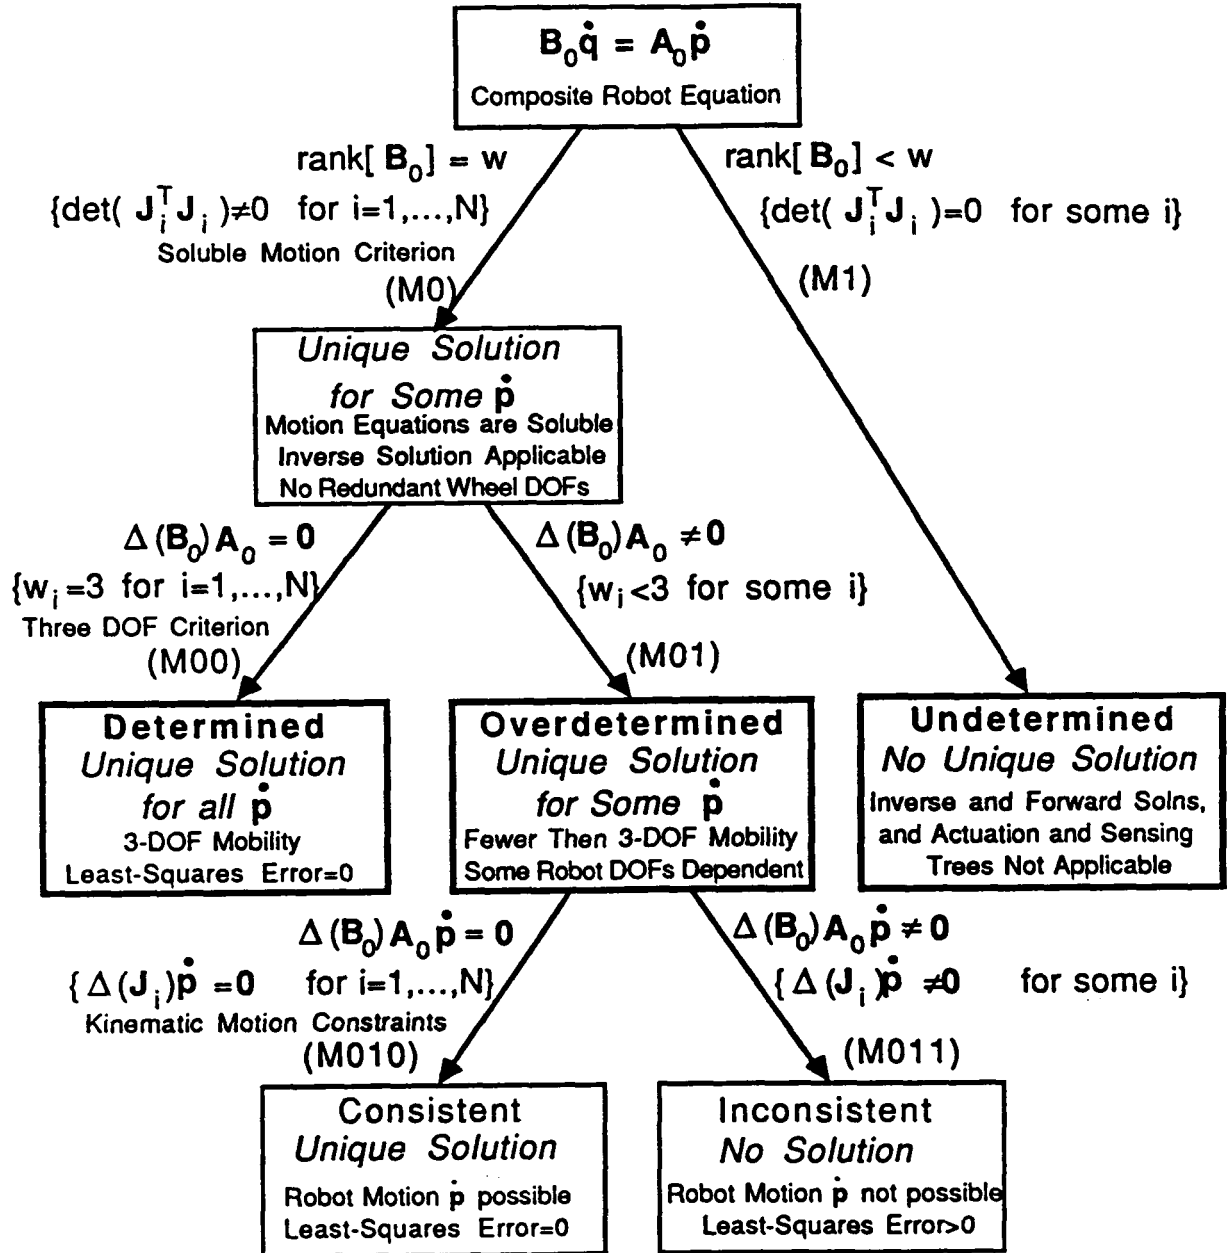 B₀q̇ = A₀ṗ
Composite Robot Equation
rank[ B₀] = w
{det( JᵢᵀJᵢ )≠0 for i=1,...,N}
Soluble Motion Criterion
(M0)
rank[ B₀] < w
{det( JᵢᵀJᵢ )=0 for some i}
(M1)
Unique Solution
for Some ṗ
Motion Equations are Soluble
Inverse Solution Applicable
No Redundant Wheel DOFs
Δ(B₀)A₀ = 0
{wᵢ=3 for i=1,...,N}
Three DOF Criterion
(M00)
Δ(B₀)A₀ ≠ 0
{wᵢ<3 for some i}
(M01)
Determined
Unique Solution
for all ṗ
3-DOF Mobility
Least-Squares Error=0
Overdetermined
Unique Solution
for Some ṗ
Fewer Then 3-DOF Mobility
Some Robot DOFs Dependent
Undetermined
No Unique Solution
Inverse and Forward Solns,
and Actuation and Sensing
Trees Not Applicable
Δ(B₀)A₀ṗ = 0
{ Δ(Jᵢ)ṗ =0 for i=1,...,N}
Kinematic Motion Constraints
(M010)
Δ(B₀)A₀ṗ ≠ 0
{ Δ(Jᵢ)ṗ ≠0 for some i}
(M011)
Consistent
Unique Solution
Robot Motion ṗ possible
Least-Squares Error=0
Inconsistent
No Solution
Robot Motion ṗ not possible
Least-Squares Error>0